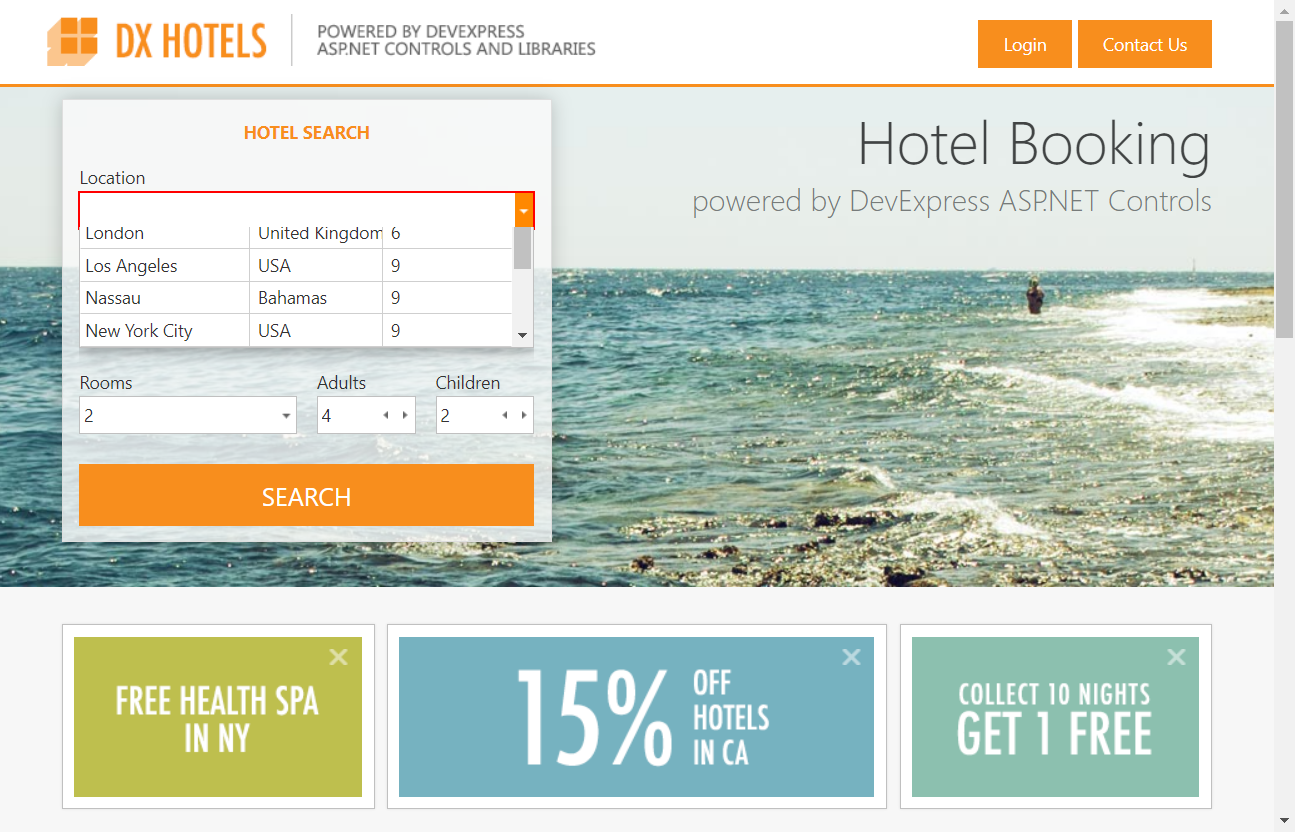 DX HOTELS
POWERED BY DEVEXPRESS
ASP.NET CONTROLS AND LIBRARIES
Login
Contact Us
HOTEL SEARCH
Location
London United Kingdom 6
Los Angeles USA 9
Nassau Bahamas 9
New York City USA 9
Rooms Adults Children
2 4 2
SEARCH
Hotel Booking
powered by DevExpress ASP.NET Controls
FREE HEALTH SPA
IN NY
15%
OFF
HOTELS
IN CA
COLLECT 10 NIGHTS
GET 1 FREE